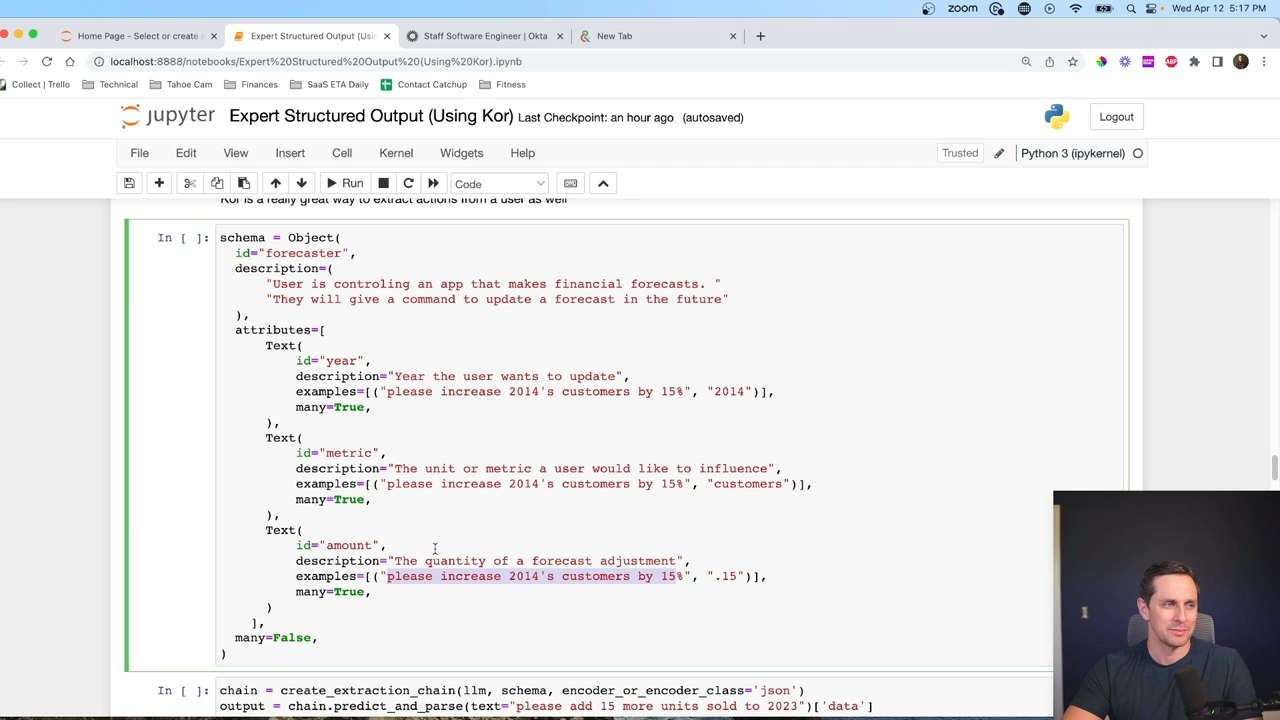 zoom
Wed Apr 12 5:17 PM
Home Page - Select or create a
Expert Structured Output (Usin
Staff Software Engineer | Okta
New Tab
localhost:8888/notebooks/Expert%20Structured%20Output%20(Using%20Kor).ipynb
Collect | Trello
Technical
Tahoe Cam
Finances
SaaS ETA Daily
Contact Catchup
Fitness
jupyter Expert Structured Output (Using Kor) Last Checkpoint: an hour ago (autosaved)
Logout
File Edit View Insert Cell Kernel Widgets Help
Trusted
Python 3 (ipykernel)
Run
Code
Kor is a really great way to extract actions from a user as well
In [ ]: schema = Object(
id="forecaster",
description=(
"User is controling an app that makes financial forecasts. "
"They will give a command to update a forecast in the future"
),
attributes=[
Text(
id="year",
description="Year the user wants to update",
examples=[("please increase 2014's customers by 15%", "2014")],
many=True,
),
Text(
id="metric",
description="The unit or metric a user would like to influence",
examples=[("please increase 2014's customers by 15%", "customers")],
many=True,
),
Text(
id="amount",
description="The quantity of a forecast adjustment",
examples=[("please increase 2014's customers by 15%", ".15")],
many=True,
)
],
many=False,
)
In [ ]: chain = create_extraction_chain(llm, schema, encoder_or_encoder_class='json')
output = chain.predict_and_parse(text="please add 15 more units sold to 2023")['data']